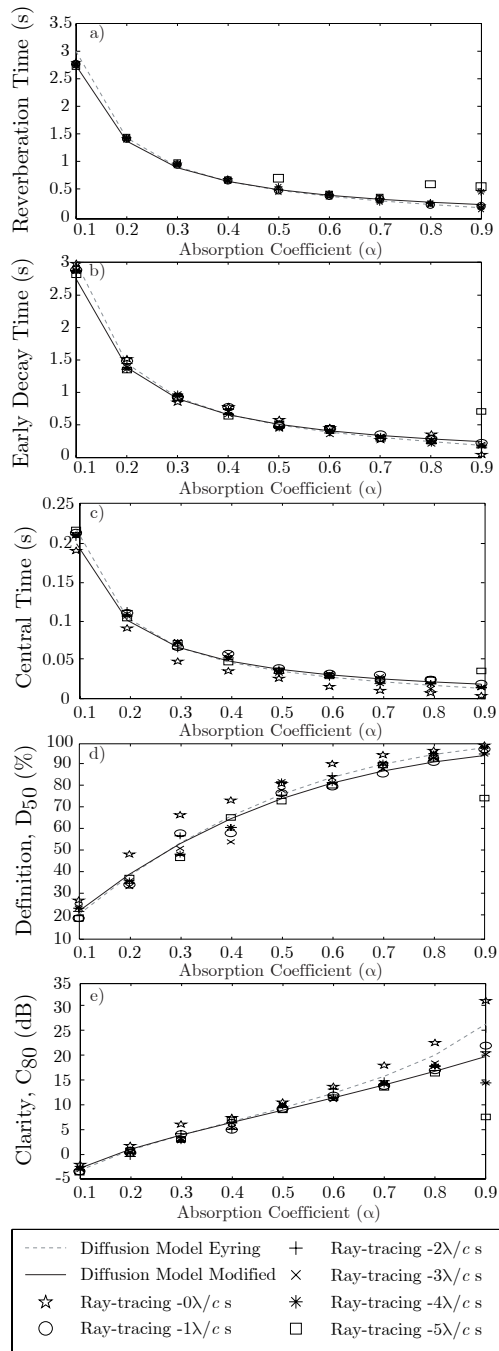 a)
Reverberation Time (s)
3.5
3
2.5
2
1.5
1
0.5
0
0.1 0.2 0.3 0.4 0.5 0.6 0.7 0.8 0.9
Absorption Coefficient (α)
b)
Early Decay Time (s)
3
2.5
2
1.5
1
0.5
0
0.1 0.2 0.3 0.4 0.5 0.6 0.7 0.8 0.9
Absorption Coefficient (α)
c)
Central Time (s)
0.25
0.2
0.15
0.1
0.05
0
0.1 0.2 0.3 0.4 0.5 0.6 0.7 0.8 0.9
Absorption Coefficient (α)
d)
Definition, D50 (%)
100
90
80
70
60
50
40
30
20
10
0.1 0.2 0.3 0.4 0.5 0.6 0.7 0.8 0.9
Absorption Coefficient (α)
e)
Clarity, C80 (dB)
35
30
25
20
15
10
5
0
-5
0.1 0.2 0.3 0.4 0.5 0.6 0.7 0.8 0.9
Absorption Coefficient (α)
Diffusion Model Eyring
Diffusion Model Modified
Ray-tracing -0λ/c s
Ray-tracing -1λ/c s
Ray-tracing -2λ/c s
Ray-tracing -3λ/c s
Ray-tracing -4λ/c s
Ray-tracing -5λ/c s